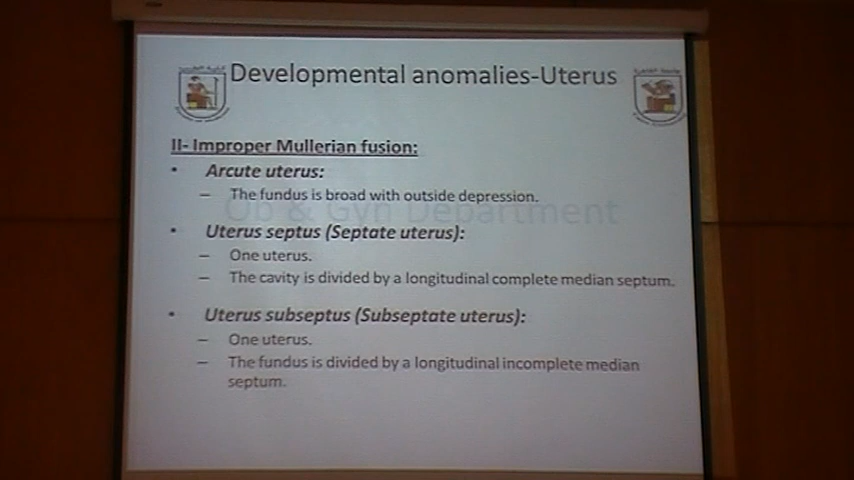 Developmental anomalies-Uterus
II- Improper Mullerian fusion:
• Arcute uterus:
– The fundus is broad with outside depression.
Ob & Gyn Department
• Uterus septus (Septate uterus):
– One uterus.
– The cavity is divided by a longitudinal complete median septum.
• Uterus subseptus (Subseptate uterus):
– One uterus.
– The fundus is divided by a longitudinal incomplete median
septum.